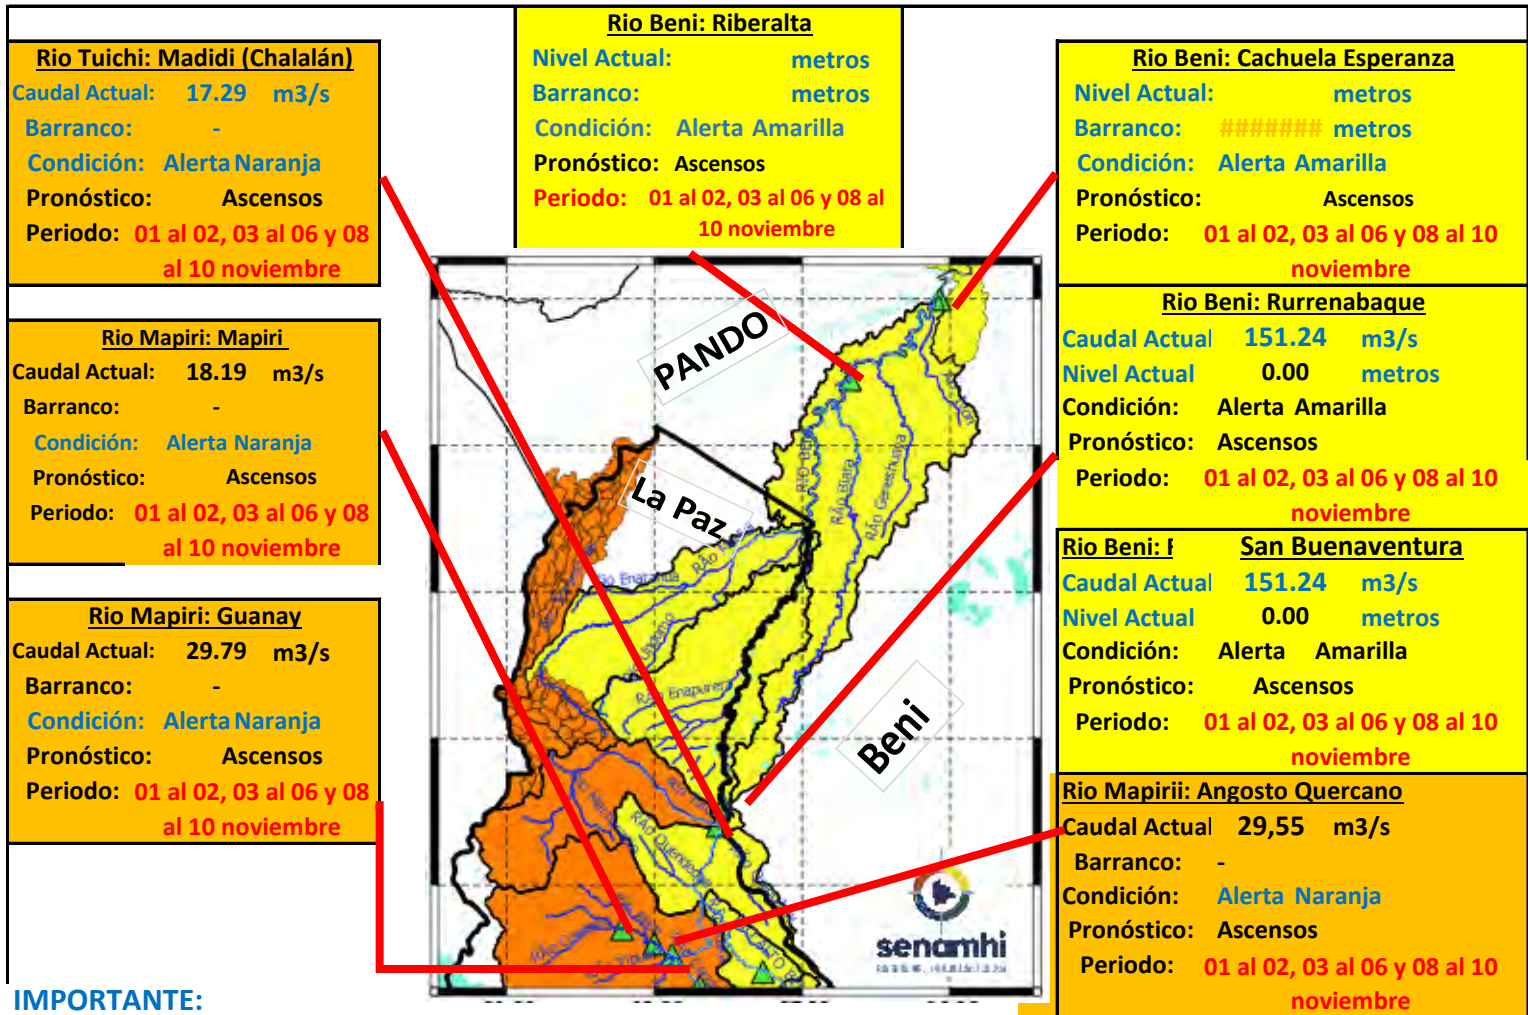 Rio Tuichi: Madidi (Chalalán)
Caudal Actual: 17.29 m3/s
Barranco: -
Condición: Alerta Naranja
Pronóstico: Ascensos
Periodo: 01 al 02, 03 al 06 y 08
al 10 noviembre
Rio Mapiri: Mapiri
Caudal Actual: 18.19 m3/s
Barranco: -
Condición: Alerta Naranja
Pronóstico: Ascensos
Periodo: 01 al 02, 03 al 06 y 08
al 10 noviembre
Rio Mapiri: Guanay
Caudal Actual: 29.79 m3/s
Barranco: -
Condición: Alerta Naranja
Pronóstico: Ascensos
Periodo: 01 al 02, 03 al 06 y 08
al 10 noviembre
Rio Beni: Riberalta
Nivel Actual: metros
Barranco: metros
Condición: Alerta Amarilla
Pronóstico: Ascensos
Periodo: 01 al 02, 03 al 06 y 08 al
10 noviembre
PANDO
La Paz
Beni
RÃo Biata
RÃo Geneshuaya
RÃo Enapurera
senamhi
Rio Beni: Cachuela Esperanza
Nivel Actual: metros
Barranco: ####### metros
Condición: Alerta Amarilla
Pronóstico: Ascensos
Periodo: 01 al 02, 03 al 06 y 08 al 10
noviembre
Rio Beni: Rurrenabaque
Caudal Actual 151.24 m3/s
Nivel Actual 0.00 metros
Condición: Alerta Amarilla
Pronóstico: Ascensos
Periodo: 01 al 02, 03 al 06 y 08 al 10
noviembre
Rio Beni: San Buenaventura
Caudal Actual 151.24 m3/s
Nivel Actual 0.00 metros
Condición: Alerta Amarilla
Pronóstico: Ascensos
Periodo: 01 al 02, 03 al 06 y 08 al 10
noviembre
Rio Mapirii: Angosto Quercano
Caudal Actual 29,55 m3/s
Barranco: -
Condición: Alerta Naranja
Pronóstico: Ascensos
Periodo: 01 al 02, 03 al 06 y 08 al 10
noviembre
IMPORTANTE: